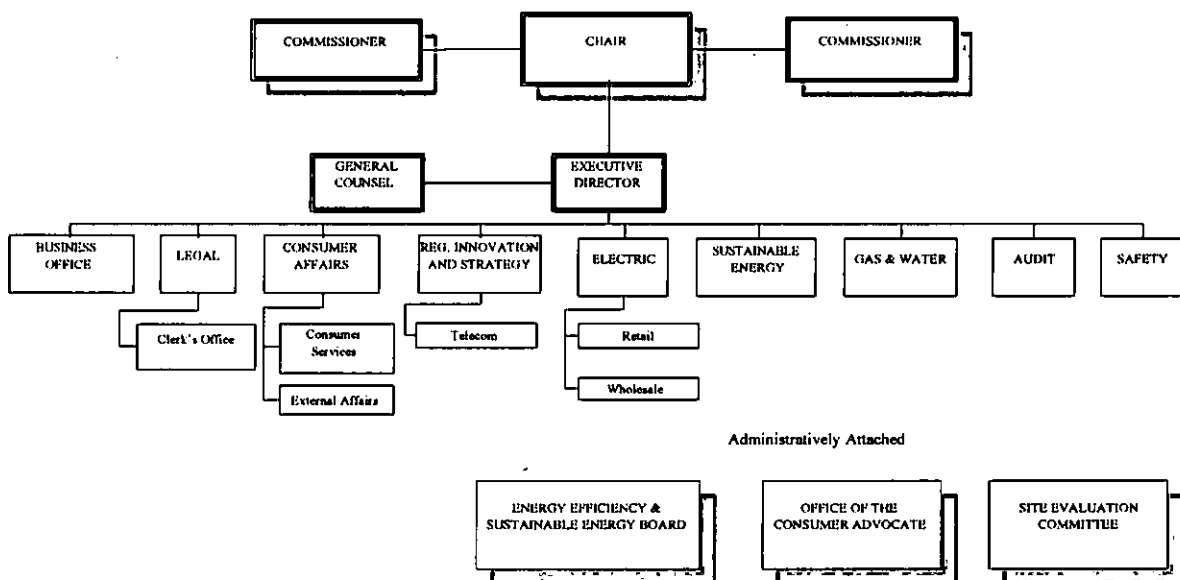 COMMISSIONER
CHAIR
COMMISSIONER
GENERAL
COUNSEL
EXECUTIVE
DIRECTOR
BUSINESS
OFFICE
LEGAL
CONSUMER
AFFAIRS
REG. INNOVATION
AND STRATEGY
ELECTRIC
SUSTAINABLE
ENERGY
GAS & WATER
AUDIT
SAFETY
Clerk's Office
Consumer
Services
External Affairs
Telecom
Retail
Wholesale
Administratively Attached
ENERGY EFFICIENCY &
SUSTAINABLE ENERGY BOARD
OFFICE OF THE
CONSUMER ADVOCATE
SITE EVALUATION
COMMITTEE